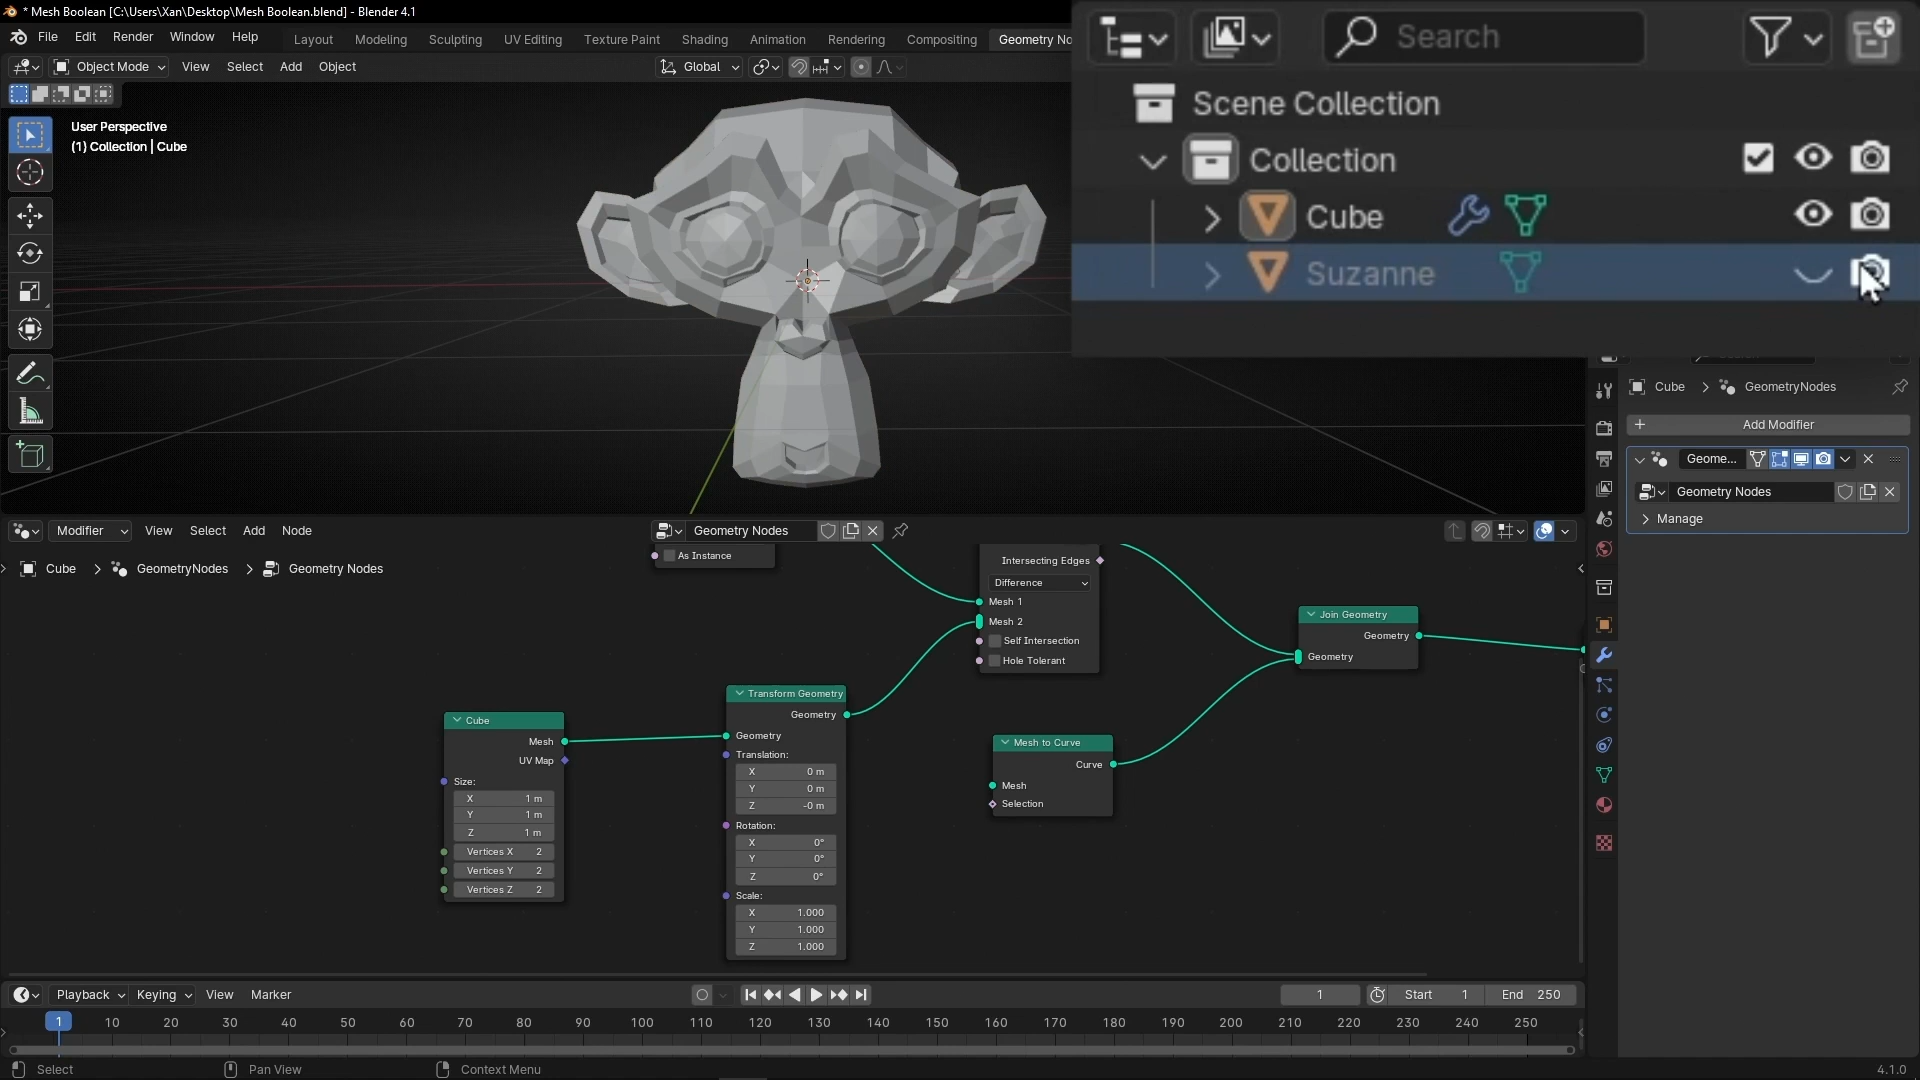 * Mesh Boolean [C:\Users\Xan\Desktop\Mesh Boolean.blend] - Blender 4.1
File Edit Render Window Help Layout Modeling Sculpting UV Editing Texture Paint Shading Animation Rendering Compositing Geometry No
Object Mode View Select Add Object Global
User Perspective
(1) Collection | Cube
Search
Scene Collection
Collection
Cube
Suzanne
Cube > GeometryNodes
Add Modifier
Geome...
Geometry Nodes
Manage
Modifier View Select Add Node Geometry Nodes
Cube > GeometryNodes > Geometry Nodes
As Instance
Intersecting Edges
Difference
Mesh 1
Mesh 2
Self Intersection
Hole Tolerant
Join Geometry
Geometry
Geometry
Transform Geometry
Geometry
Geometry
Translation:
X 0 m
Y 0 m
Z -0 m
Rotation:
X 0°
Y 0°
Z 0°
Scale:
X 1.000
Y 1.000
Z 1.000
Cube
Mesh
UV Map
Size:
X 1 m
Y 1 m
Z 1 m
Vertices X 2
Vertices Y 2
Vertices Z 2
Mesh to Curve
Curve
Mesh
Selection
Playback Keying View Marker 1 Start 1 End 250
1 10 20 30 40 50 60 70 80 90 100 110 120 130 140 150 160 170 180 190 200 210 220 230 240 250
Select Pan View Context Menu 4.1.0